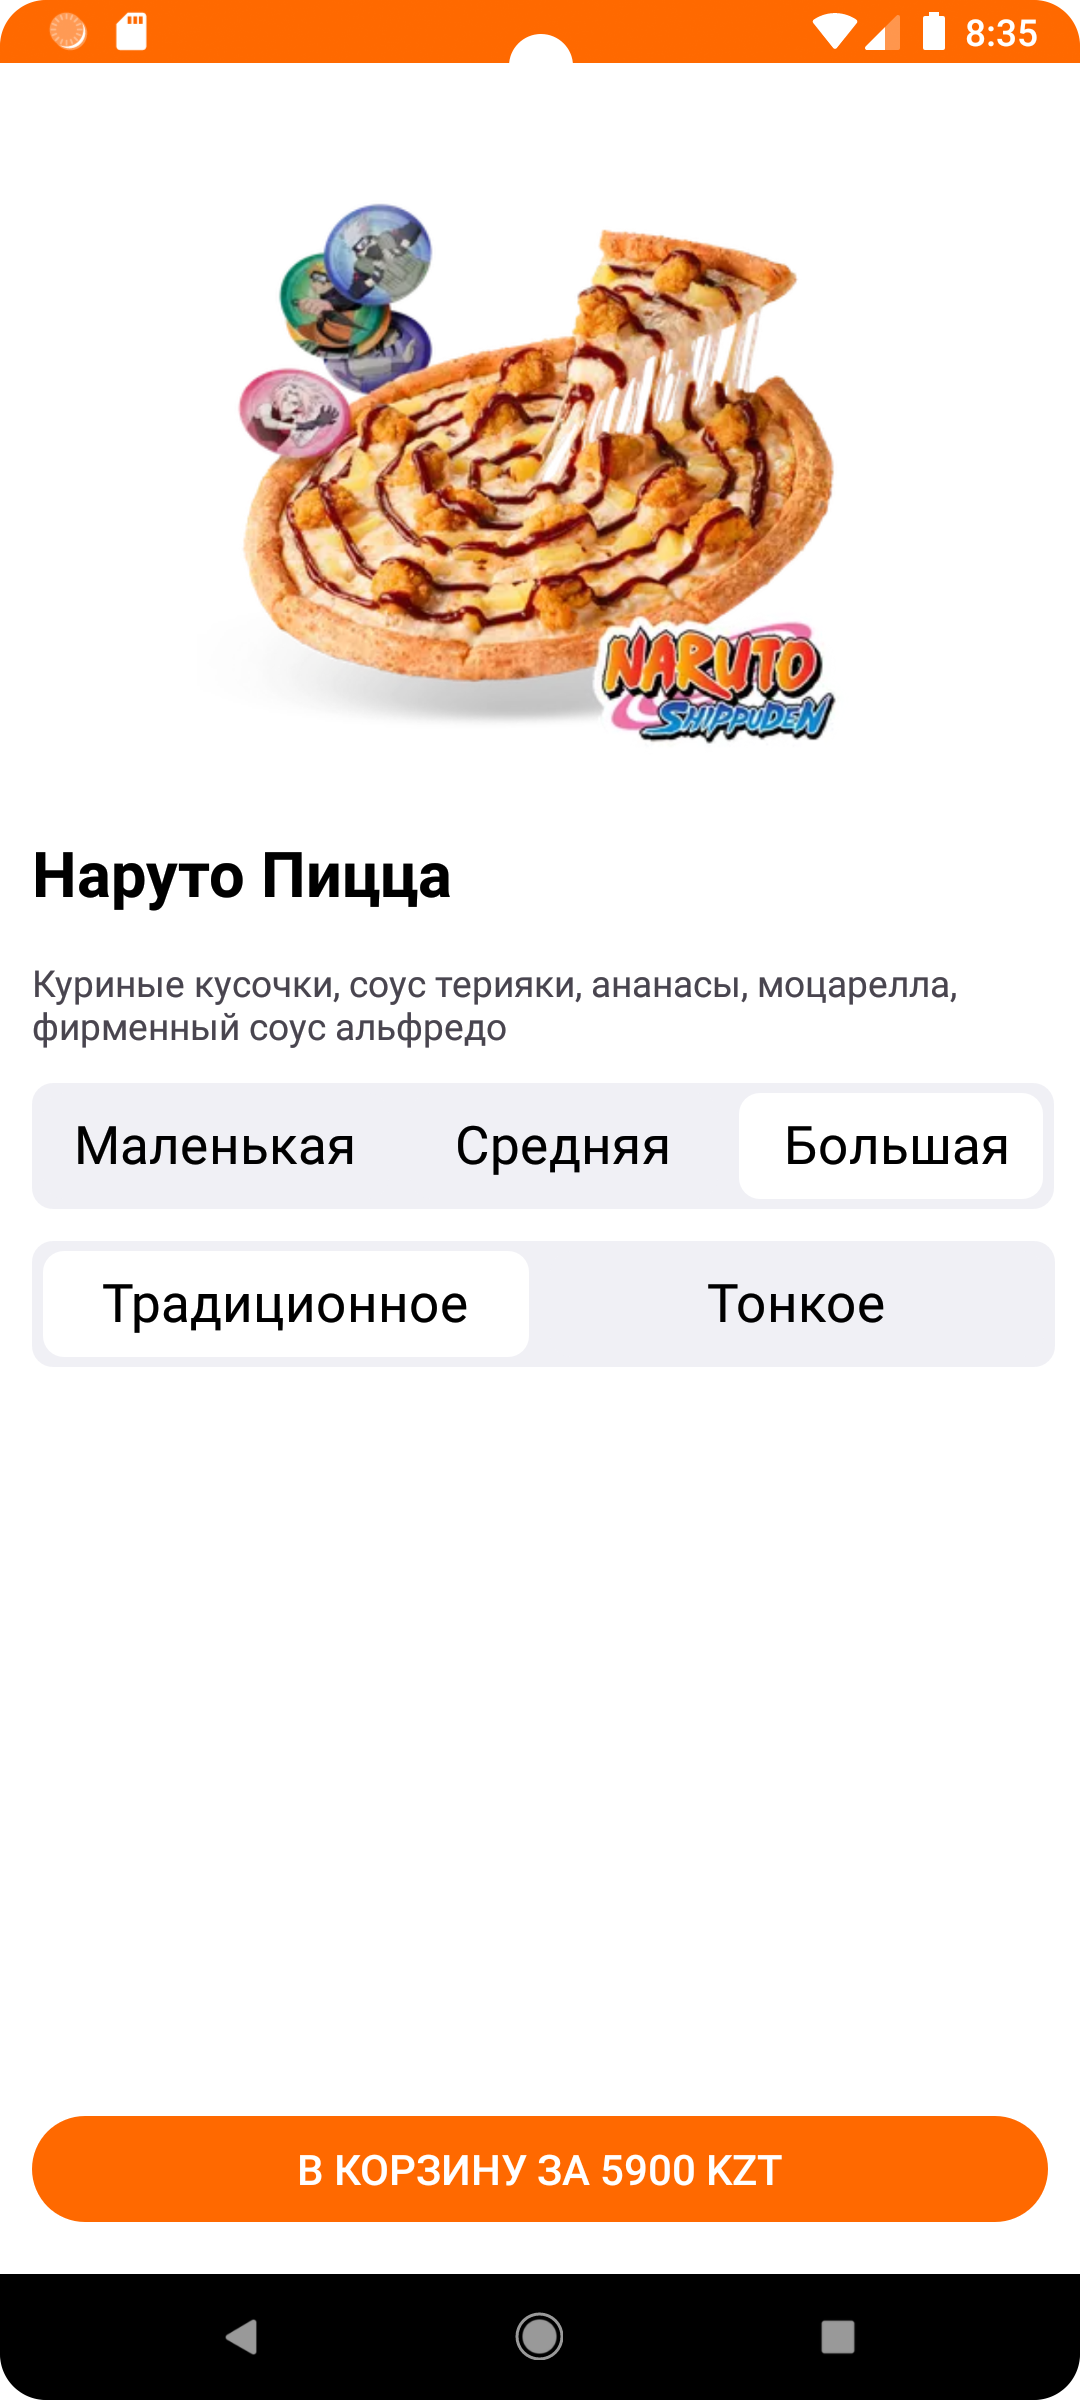 8:35
NARUTO
SHIPPUDEN
Наруто Пицца
Куриные кусочки, соус терияки, ананасы, моцарелла,
фирменный соус альфредо
Маленькая Средняя Большая
Традиционное Тонкое
В КОРЗИНУ ЗА 5900 KZT